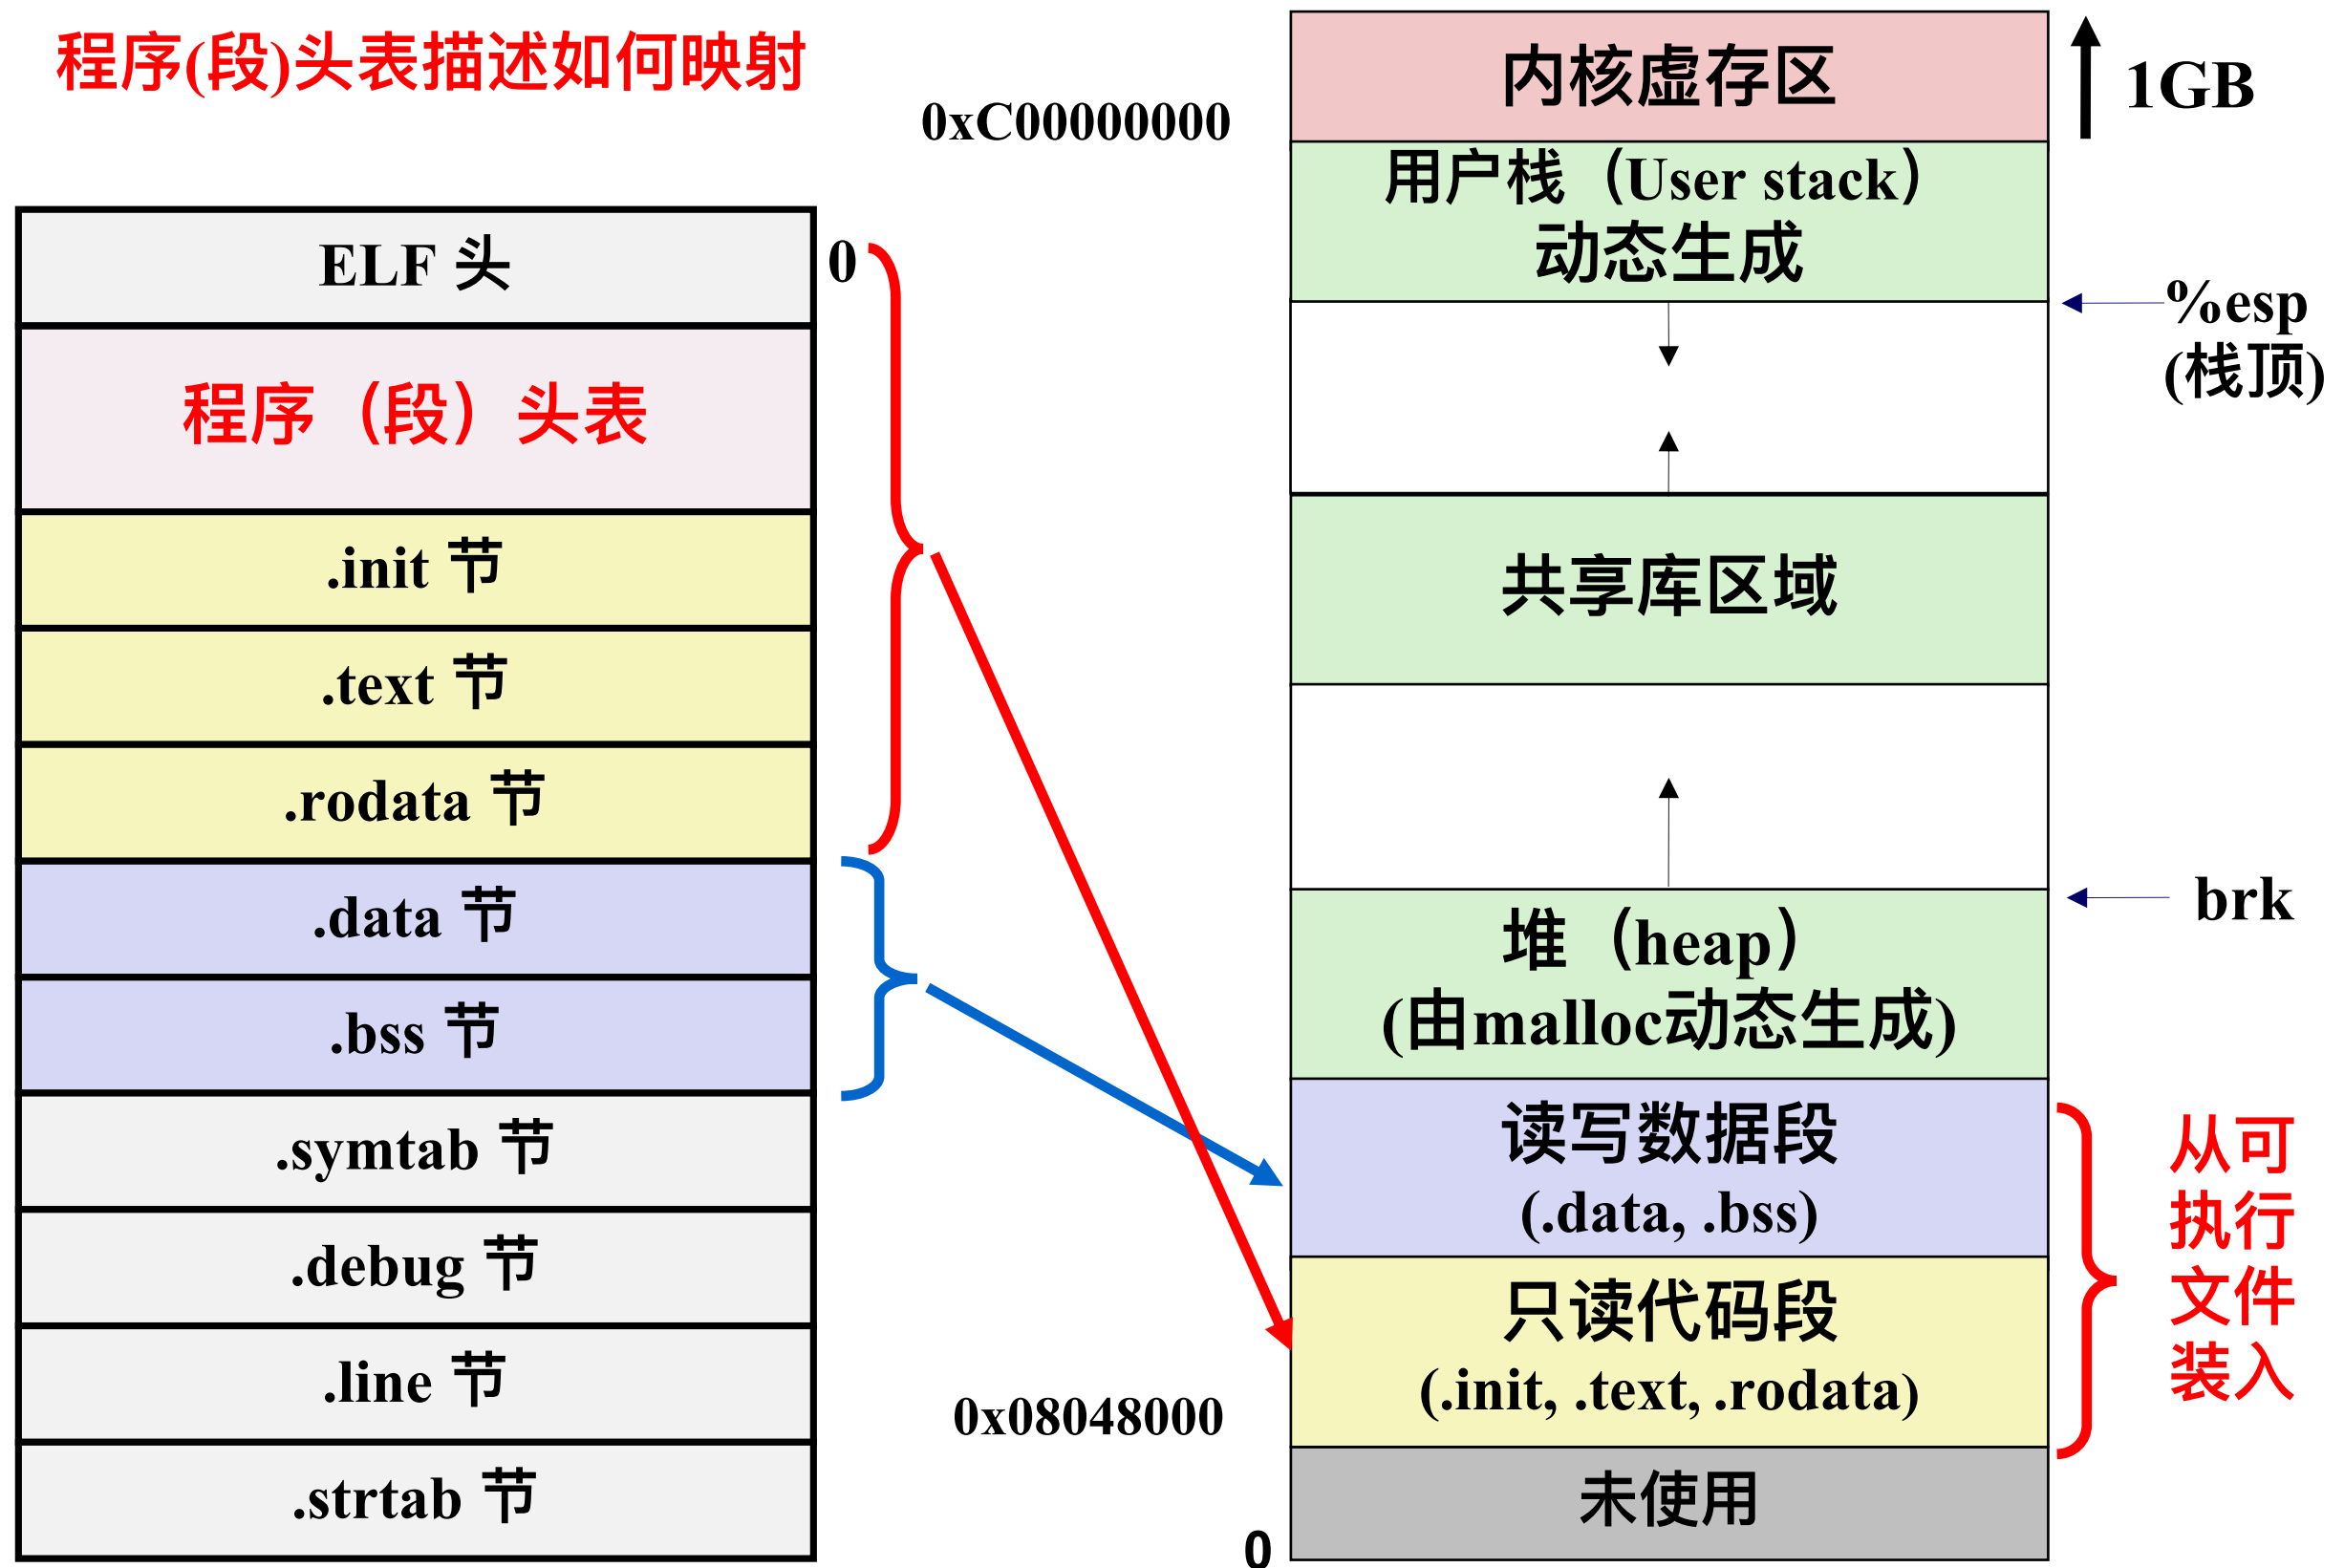 程序(段)头表描述如何映射
ELF 头
0
程序（段）头表
.init 节
.text 节
.rodata 节
.data 节
.bss 节
.symtab 节
.debug 节
.line 节
.strtab 节
0xC00000000
内核虚存区
1GB
用户栈（User stack）
动态生成
%esp
(栈顶)
共享库区域
brk
堆（heap）
(由malloc动态生成)
读写数据段
(.data, .bss)
只读代码段
(.init, .text, .rodata)
0x08048000
未使用
0
从可
执行
文件
装入